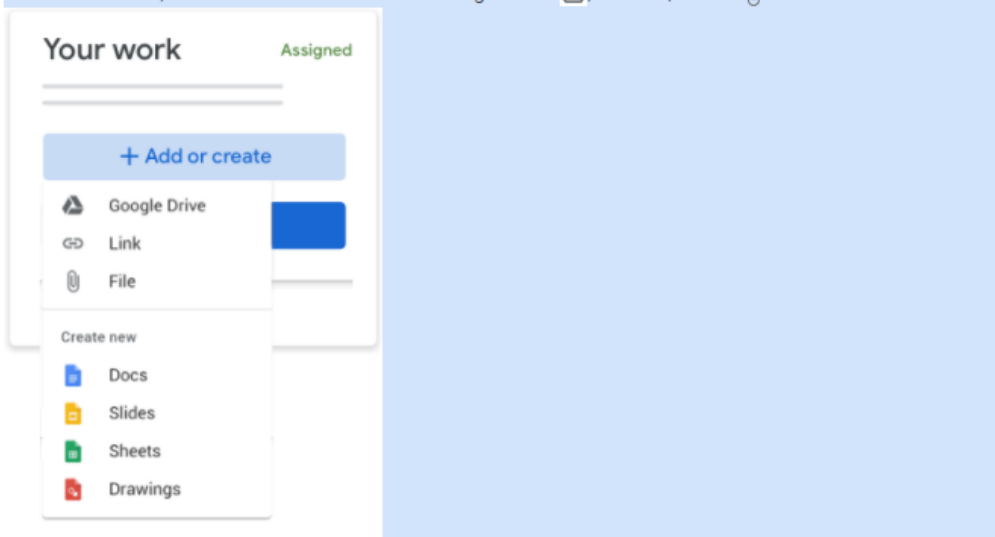 Your work
Assigned
+ Add or create
Google Drive
Link
File
Create new
Docs
Slides
Sheets
Drawings